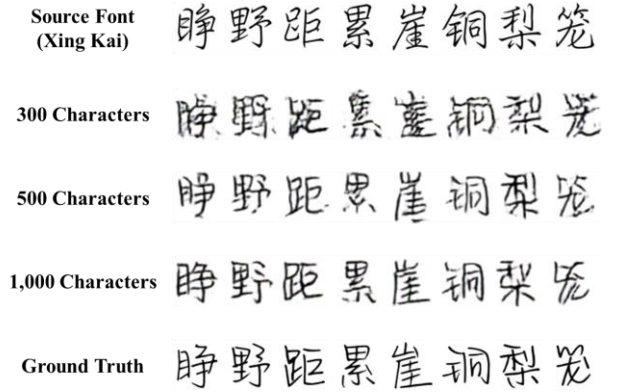 Source Font
(Xing Kai) 睁野距累崖铜梨笼
300 Characters 睁野距累崖铜梨笼
500 Characters 睁野距累崖铜梨笼
1,000 Characters 睁野距累崖铜梨笼
Ground Truth 睁野距累崖铜梨笼